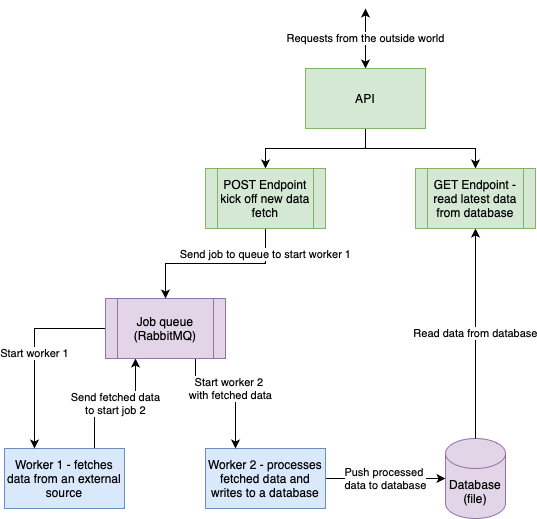 Requests from the outside world
API
POST Endpoint
kick off new data
fetch
GET Endpoint -
read latest data
from database
Send job to queue to start worker 1
Job queue
(RabbitMQ)
Read data from database
Start worker 1
Send fetched data
to start job 2
Start worker 2
with fetched data
Worker 1 - fetches
data from an external
source
Worker 2 - processes
fetched data and
writes to a database
Push processed
data to database
Database
(file)